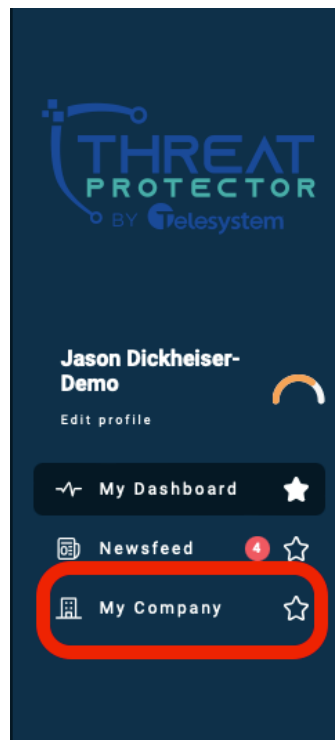 THREAT
PROTECTOR
BY Telesystem
Jason Dickheiser-
Demo
Edit profile
My Dashboard
Newsfeed 4
My Company